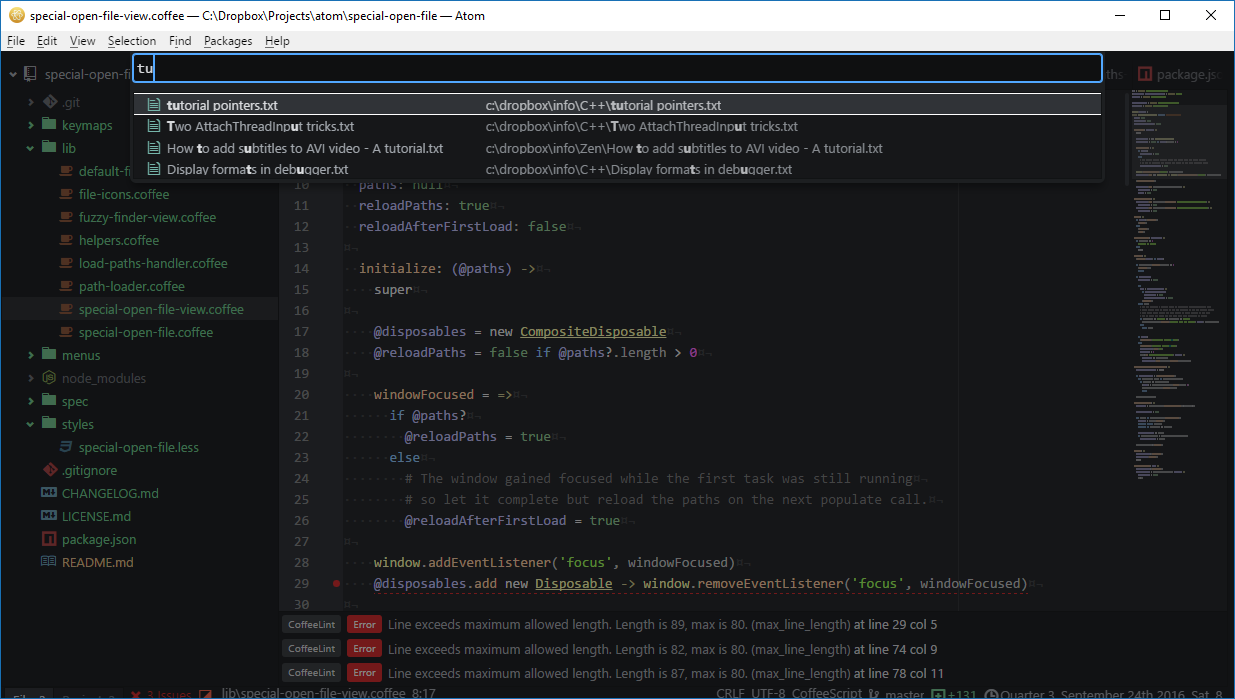 special-open-file-view.coffee — C:\Dropbox\Projects\atom\special-open-file — Atom
File Edit View Selection Find Packages Help
tu
tutorial pointers.txt c:\dropbox\info\C++\tutorial pointers.txt
Two AttachThreadInput tricks.txt c:\dropbox\info\C++\Two AttachThreadInput tricks.txt
How to add subtitles to AVI video - A tutorial.txt c:\dropbox\info\Zen\How to add subtitles to AVI video - A tutorial.txt
Display formats in debugger.txt c:\dropbox\info\C++\Display formats in debugger.txt
special-open-fi
.git
keymaps
lib
default-fi
file-icons.coffee
fuzzy-finder-view.coffee
helpers.coffee
load-paths-handler.coffee
path-loader.coffee
special-open-file-view.coffee
special-open-file.coffee
menus
node_modules
spec
styles
special-open-file.less
.gitignore
CHANGELOG.md
LICENSE.md
package.json
README.md
ths package.jsc
10 paths: null
11 reloadPaths: true
12 reloadAfterFirstLoad: false
13
14 initialize: (@paths) ->
15 super
16
17 @disposables = new CompositeDisposable
18 @reloadPaths = false if @paths?.length > 0
19
20 windowFocused = =>
21 if @paths?
22 @reloadPaths = true
23 else
24 # The window gained focused while the first task was still running
25 # so let it complete but reload the paths on the next populate call.
26 @reloadAfterFirstLoad = true
27
28 window.addEventListener('focus', windowFocused)
29 @disposables.add new Disposable -> window.removeEventListener('focus', windowFocused)
30
CoffeeLint Error Line exceeds maximum allowed length. Length is 89, max is 80. (max_line_length) at line 29 col 5
CoffeeLint Error Line exceeds maximum allowed length. Length is 82, max is 80. (max_line_length) at line 74 col 9
CoffeeLint Error Line exceeds maximum allowed length. Length is 87, max is 80. (max_line_length) at line 78 col 11
3 Issues lib\special-open-file-view.coffee 8:17 CRLF UTF-8 CoffeeScript master +131 Quarter 3, September 24th 2016, Sat, 8